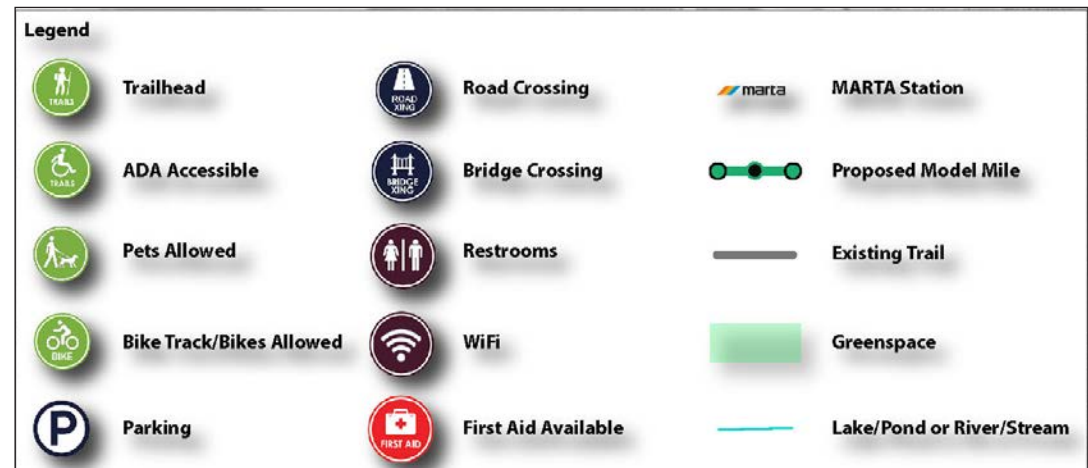 Legend
TRAILS
Trailhead
ROAD
XING
Road Crossing
marta
MARTA Station
TRAILS
ADA Accessible
BRIDGE
XING
Bridge Crossing
Proposed Model Mile
Pets Allowed
Restrooms
Existing Trail
BIKE
Bike Track/Bikes Allowed
WiFi
Greenspace
P
Parking
FIRST AID
First Aid Available
Lake/Pond or River/Stream